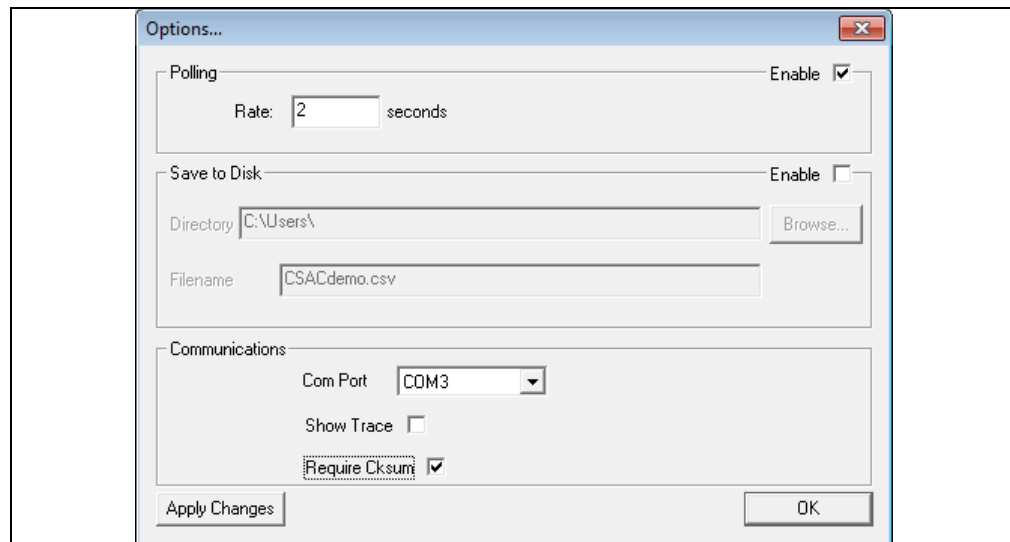 Options...
Polling Enable
Rate: 2 seconds
Save to Disk Enable
Directory C:\Users\ Browse...
Filename CSACdemo.csv
Communications
Com Port COM3
Show Trace
Require Cksum
Apply Changes OK